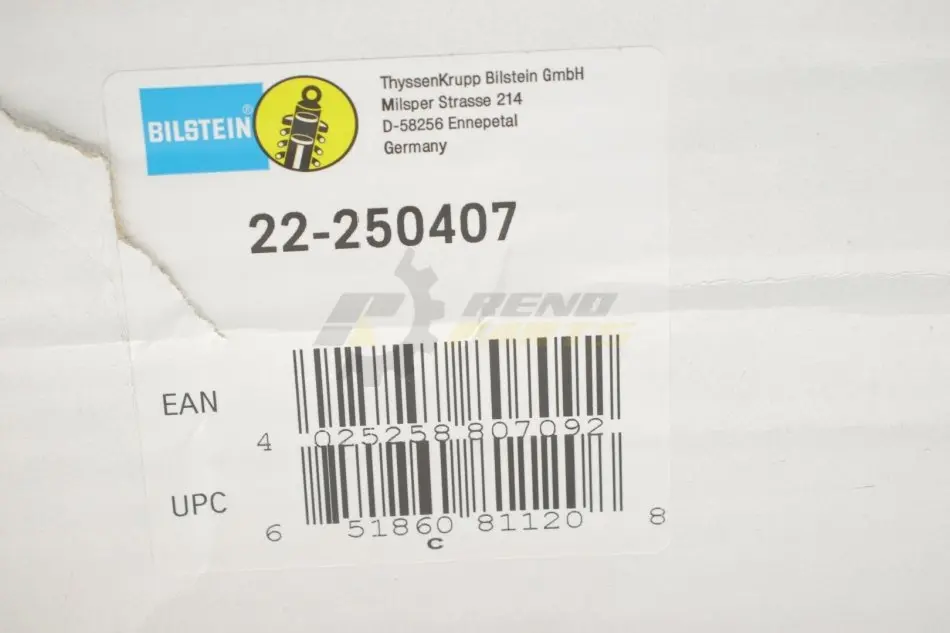 BILSTEIN®
ThyssenKrupp Bilstein GmbH
Milsper Strasse 214
D-58256 Ennepetal
Germany
22-250407
RENO
PARTS
EAN
4 025258 807092
UPC
6 51860 81120 8
C